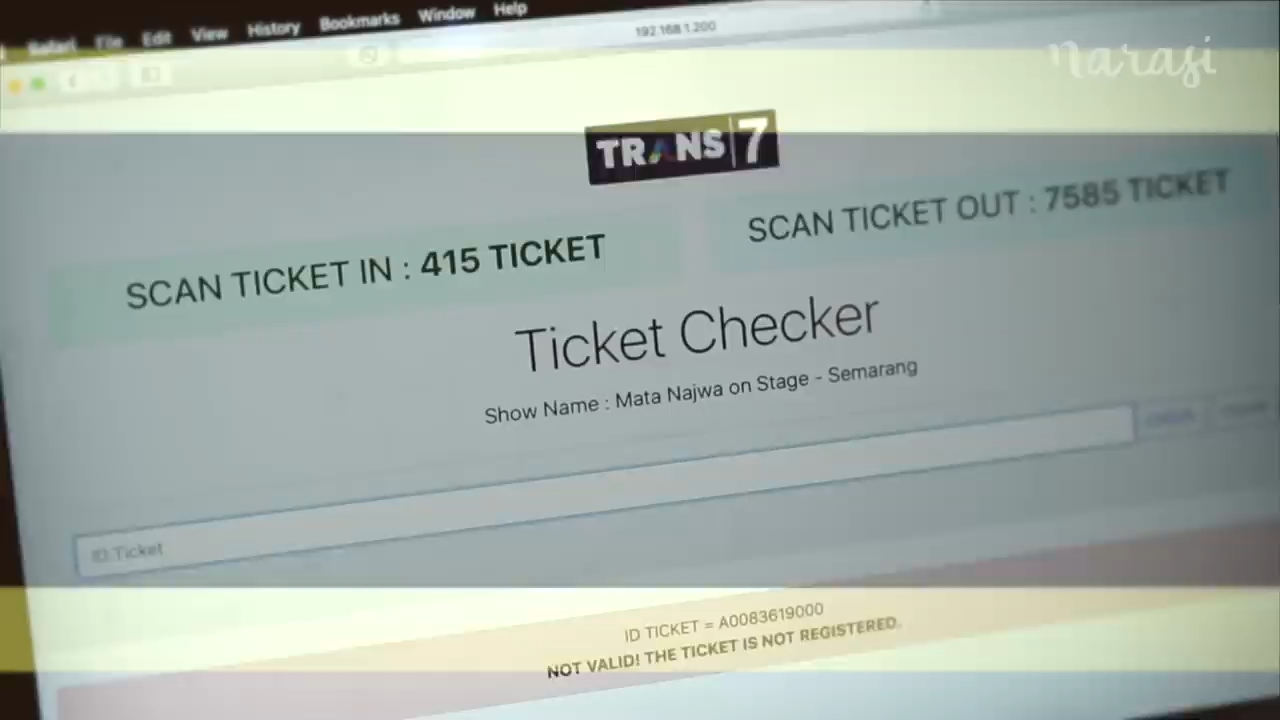 Safari File Edit View History Bookmarks Window Help
192.168.1.200
Narasi
TRANS|7
SCAN TICKET IN : 415 TICKET
SCAN TICKET OUT : 7585 TICKET
Ticket Checker
Show Name : Mata Najwa on Stage - Semarang
ID Ticket
ID TICKET = A0083619000
NOT VALID! THE TICKET IS NOT REGISTERED.